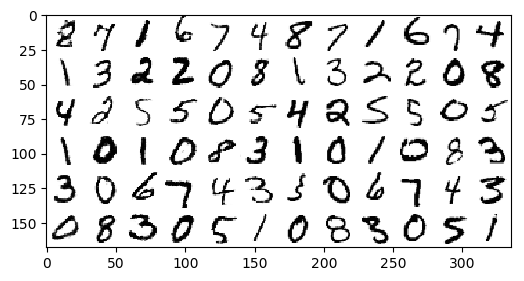 0
8 7 1 6 7 4 8 7 1 6 7 4
25
1 3 2 2 0 8 1 3 2 2 0 8
50
4 2 5 5 0 5 4 2 5 5 0 5
75
100 1 0 1 0 8 3 1 0 1 0 8 3
125 3 0 6 7 4 3 3 0 6 7 4 3
150 0 8 3 0 5 1 0 8 3 0 5 1
0 50 100 150 200 250 300